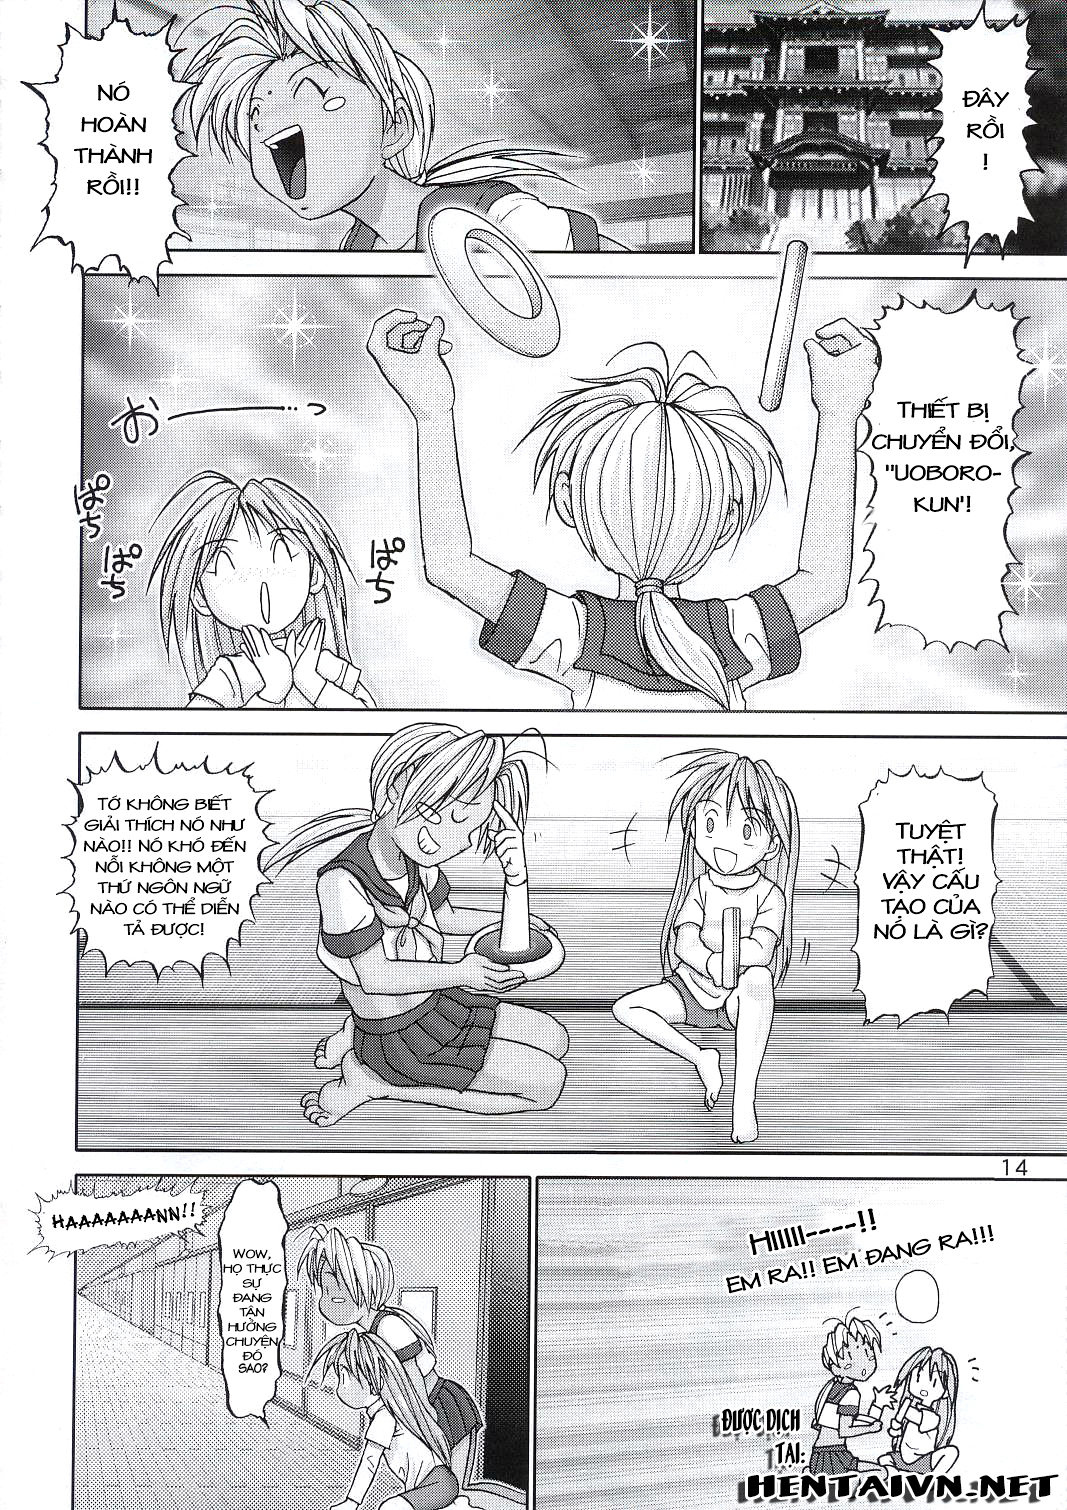 ĐÂY
RỒI
!
NÓ
HOÀN
THÀNH
RỒI!!
THIẾT BỊ
CHUYỂN ĐỔI,
"UOBORO-
KUN"!
おーーっ
ぱち
ぱち
ぱち
TUYỆT
THẬT!
VẬY CẤU
TẠO CỦA
NÓ LÀ GÌ?
TỚ KHÔNG BIẾT
GIẢI THÍCH NÓ NHƯ
NÀO!! NÓ KHÓ ĐẾN
NỖI KHÔNG MỘT
THỨ NGÔN NGỮ
NÀO CÓ THỂ DIỄN
TẢ ĐƯỢC!
14
HIIIII----!!
EM RA!! EM ĐANG RA!!!
WOW,
HỌ THỰC
SỰ
ĐANG
TẬN
HƯỞNG
CHUYỆN
ĐÓ
SAO?
HAAAAAAANN!!
ĐƯỢC DỊCH
TẠI:
HENTAIVN.NET